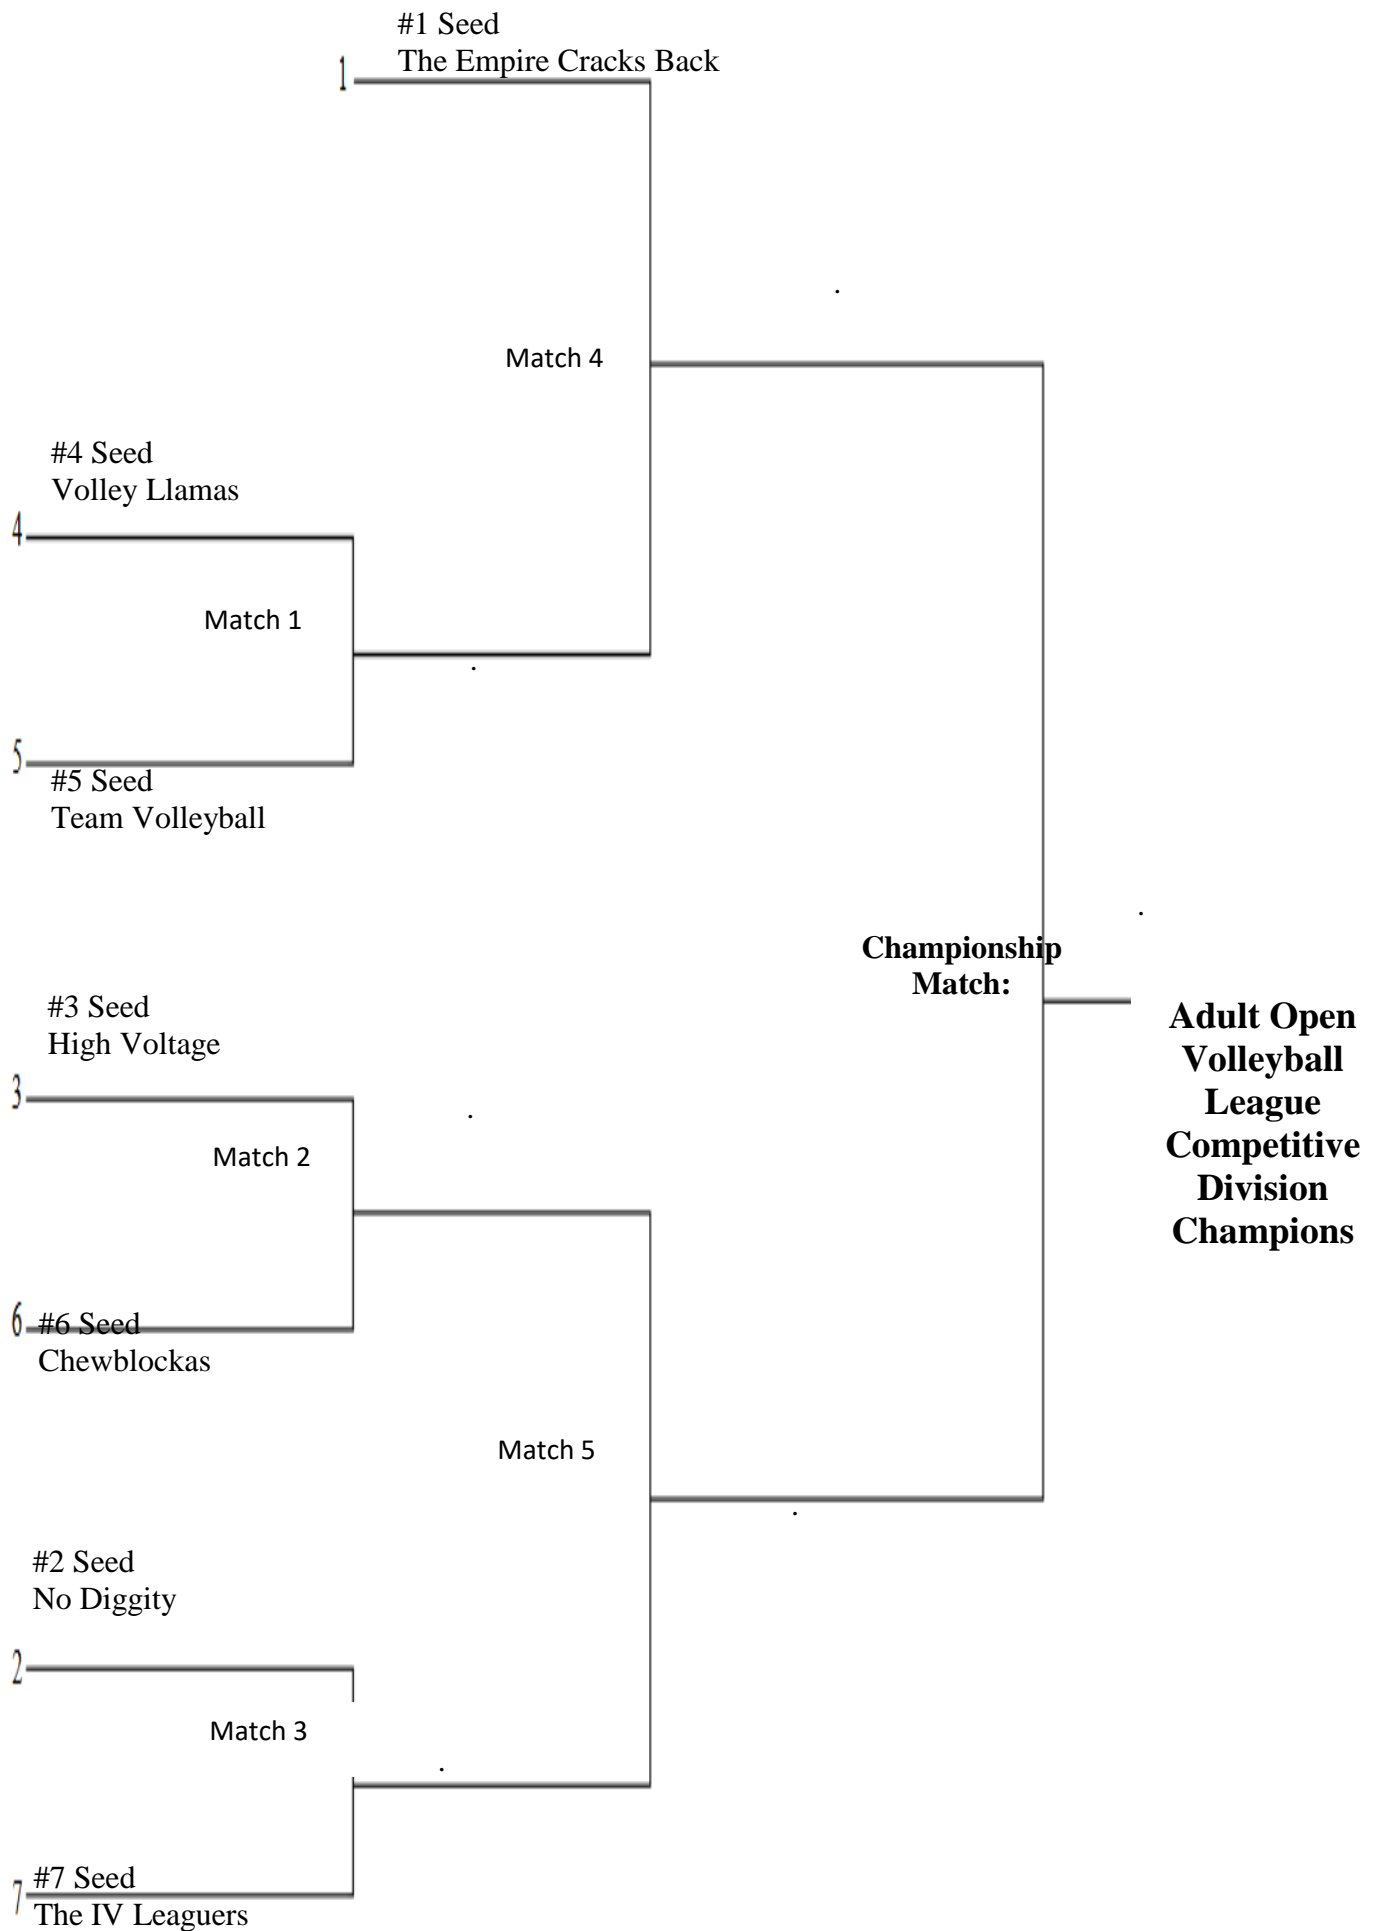 #1 Seed
The Empire Cracks Back
1
Match 4
#4 Seed
Volley Llamas
4
Match 1
5
#5 Seed
Team Volleyball
Championship
Match:
#3 Seed
High Voltage
3
Match 2
Adult Open
Volleyball
League
Competitive
Division
Champions
6
#6 Seed
Chewblockas
Match 5
#2 Seed
No Diggity
2
Match 3
7
#7 Seed
The IV Leaguers